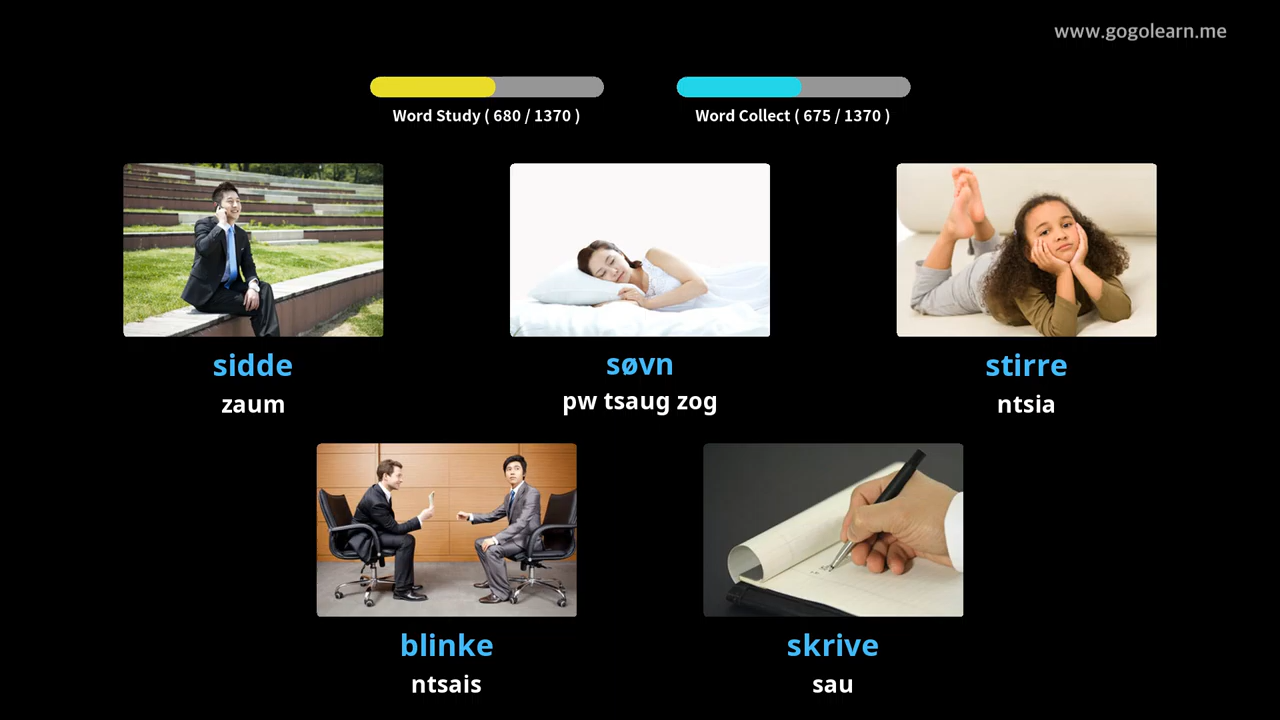 www.gogolearn.me
Word Study ( 680 / 1370 )
Word Collect ( 675 / 1370 )
sidde
zaum
søvn
pw tsaug zog
stirre
ntsia
blinke
ntsais
skrive
sau